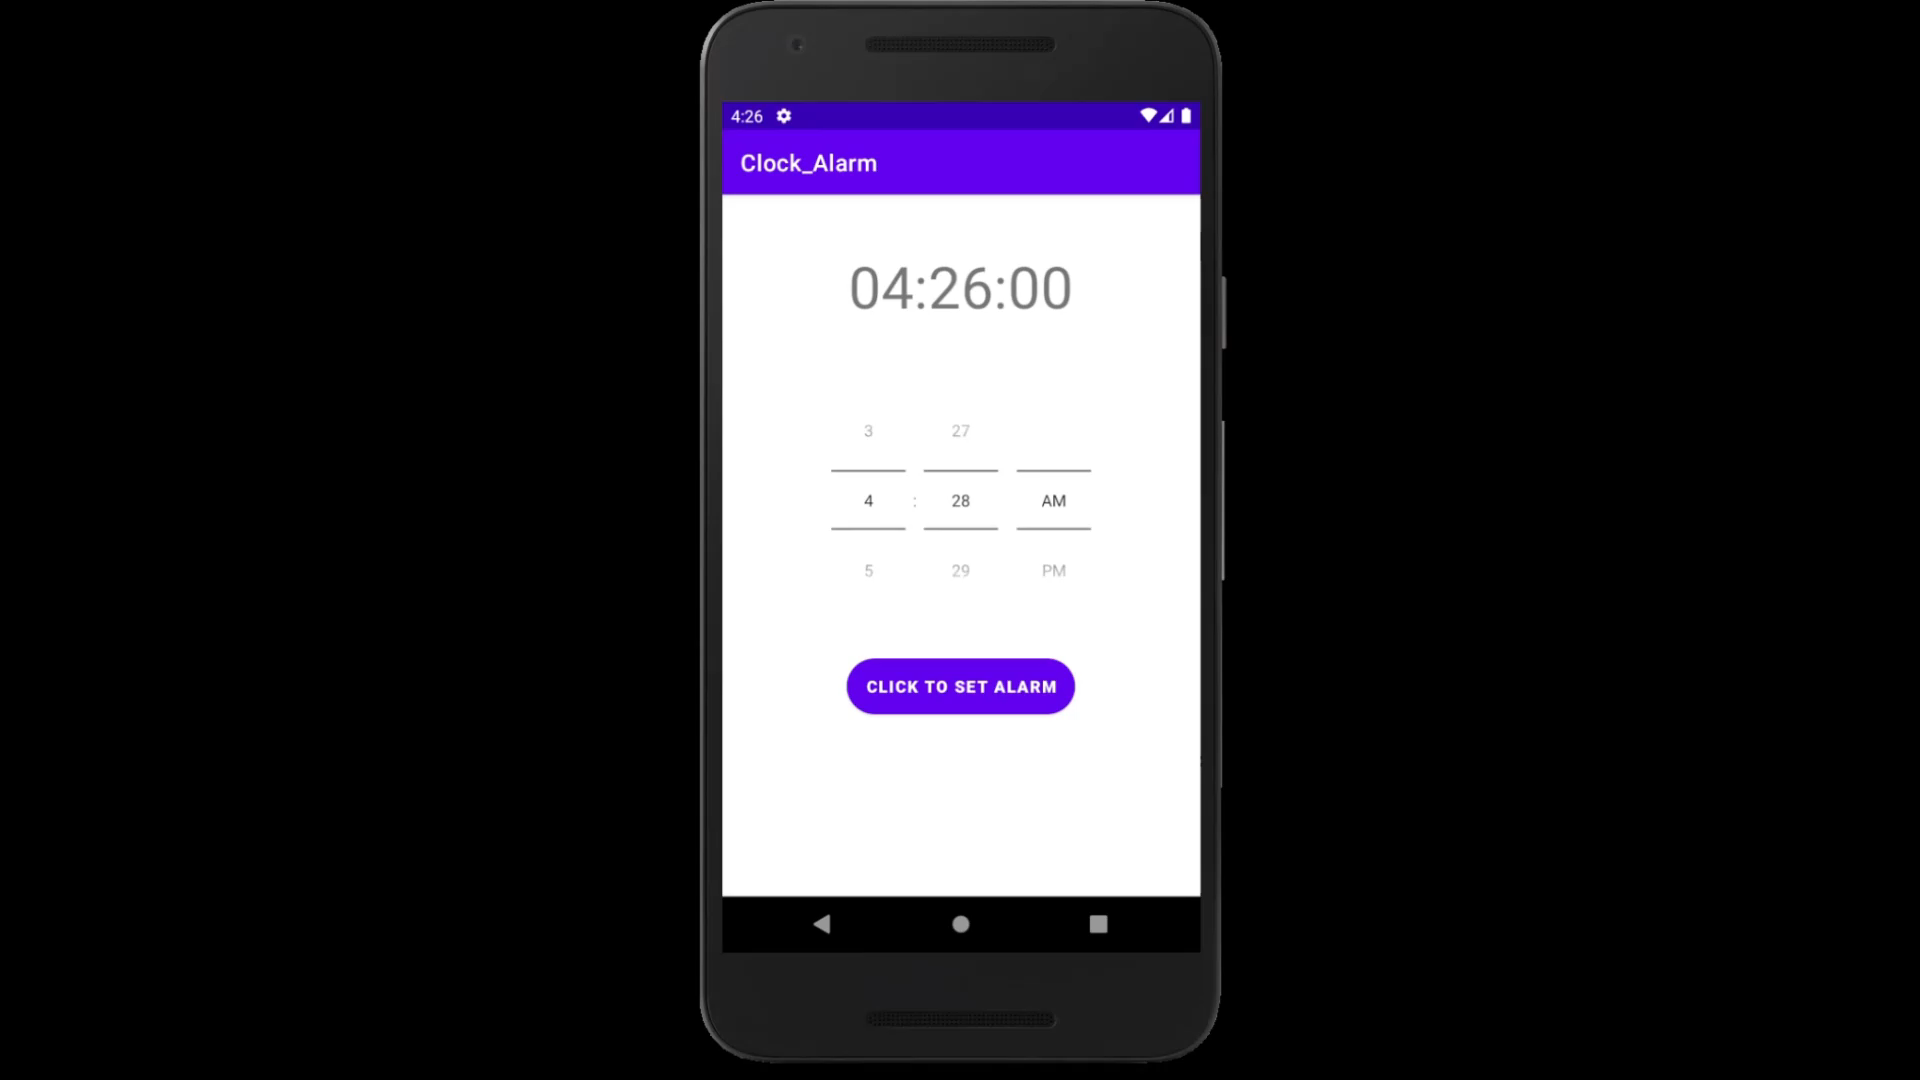 4:26
Clock_Alarm
04:26:00
3 27
4 : 28 AM
5 29 PM
CLICK TO SET ALARM